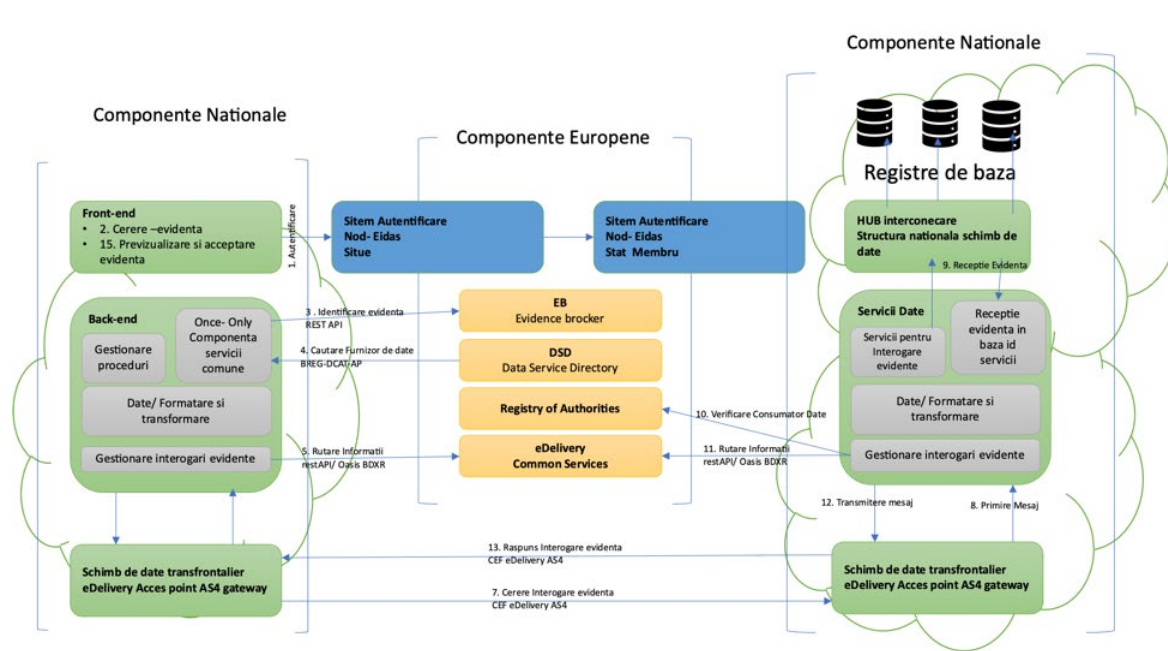 Componente Nationale
Componente Nationale
Componente Europene
Registre de baza
Front-end
• 2. Cerere –evidenta
• 15. Previzualizare si acceptare
evidenta
1. Autentificare
Sitem Autentificare
Nod- Eidas
Situe
Sitem Autentificare
Nod- Eidas
Stat Membru
HUB interconecare
Structura nationala schimb de
date
9. Receptie Evidenta
Back-end
Gestionare
proceduri
Once- Only
Componenta
servicii
comune
Date/ Formatare si
transformare
Gestionare interogari evidente
3 . Identificare evidenta
REST API
4. Cautare Furnizor de date
BREG-DCAT-AP
5. Rutare Informatii
restAPI/ Oasis BDXR
EB
Evidence brocker
DSD
Data Service Directory
Registry of Authorities
eDelivery
Common Services
10. Verificare Consumator Date
11. Rutare Informatii
restAPI/ Oasis BDXR
Servicii Date
Servicii pentru
Interogare
evidente
Receptie
evidenta in
baza id
servicii
Date/ Formatare si
transformare
Gestionare interogari evidente
12. Transmitere mesaj
8. Primire Mesaj
13. Raspuns Interogare evidenta
CEF eDelivery AS4
7. Cerere Interogare evidenta
CEF eDelivery AS4
Schimb de date transfrontalier
eDelivery Acces point AS4 gateway
Schimb de date transfrontalier
eDelivery Acces point AS4 gateway